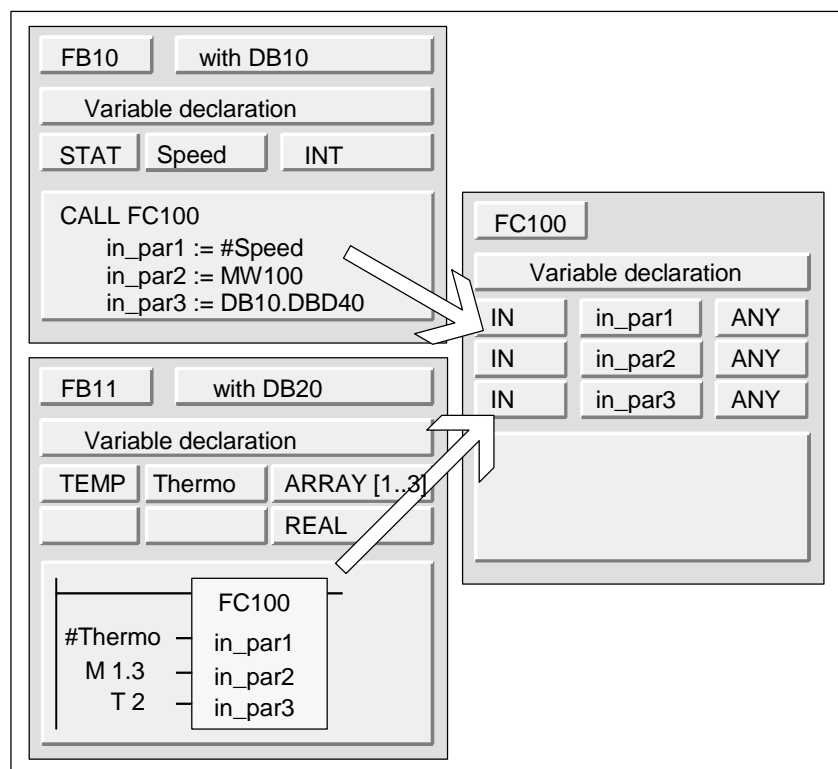 FB10 with DB10
Variable declaration
STAT Speed INT
CALL FC100
in_par1 := #Speed
in_par2 := MW100
in_par3 := DB10.DBD40
FB11 with DB20
Variable declaration
TEMP Thermo ARRAY [1..3]
REAL
FC100
#Thermo in_par1
M 1.3 in_par2
T 2 in_par3
FC100
Variable declaration
IN in_par1 ANY
IN in_par2 ANY
IN in_par3 ANY